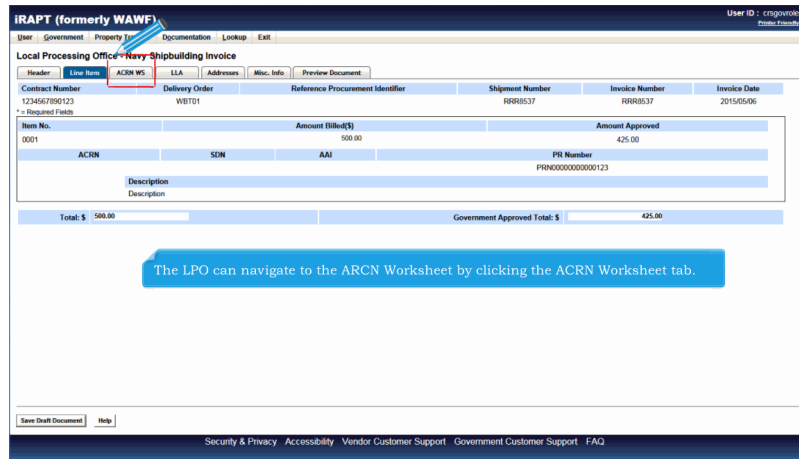 iRAPT (formerly WAWF)
User ID : crsgovrole
Printer Friendly
User Government Property Documentation Lookup Exit
Local Processing Office - Navy Shipbuilding Invoice
Header Line Item ACRN WS LLA Addresses Misc. Info Preview Document
Contract Number Delivery Order Reference Procurement Identifier Shipment Number Invoice Number Invoice Date
1234567890123 WBT01 RRR8537 RRR8537 2015/05/06
* = Required Fields
Item No. Amount Billed($) Amount Approved
0001 500.00 425.00
ACRN SDN AAI PR Number
PRN00000000000123
Description
Description
Total: $ 500.00 Government Approved Total: $ 425.00
The LPO can navigate to the ARCN Worksheet by clicking the ACRN Worksheet tab.
Save Draft Document Help
Security & Privacy Accessibility Vendor Customer Support Government Customer Support FAQ